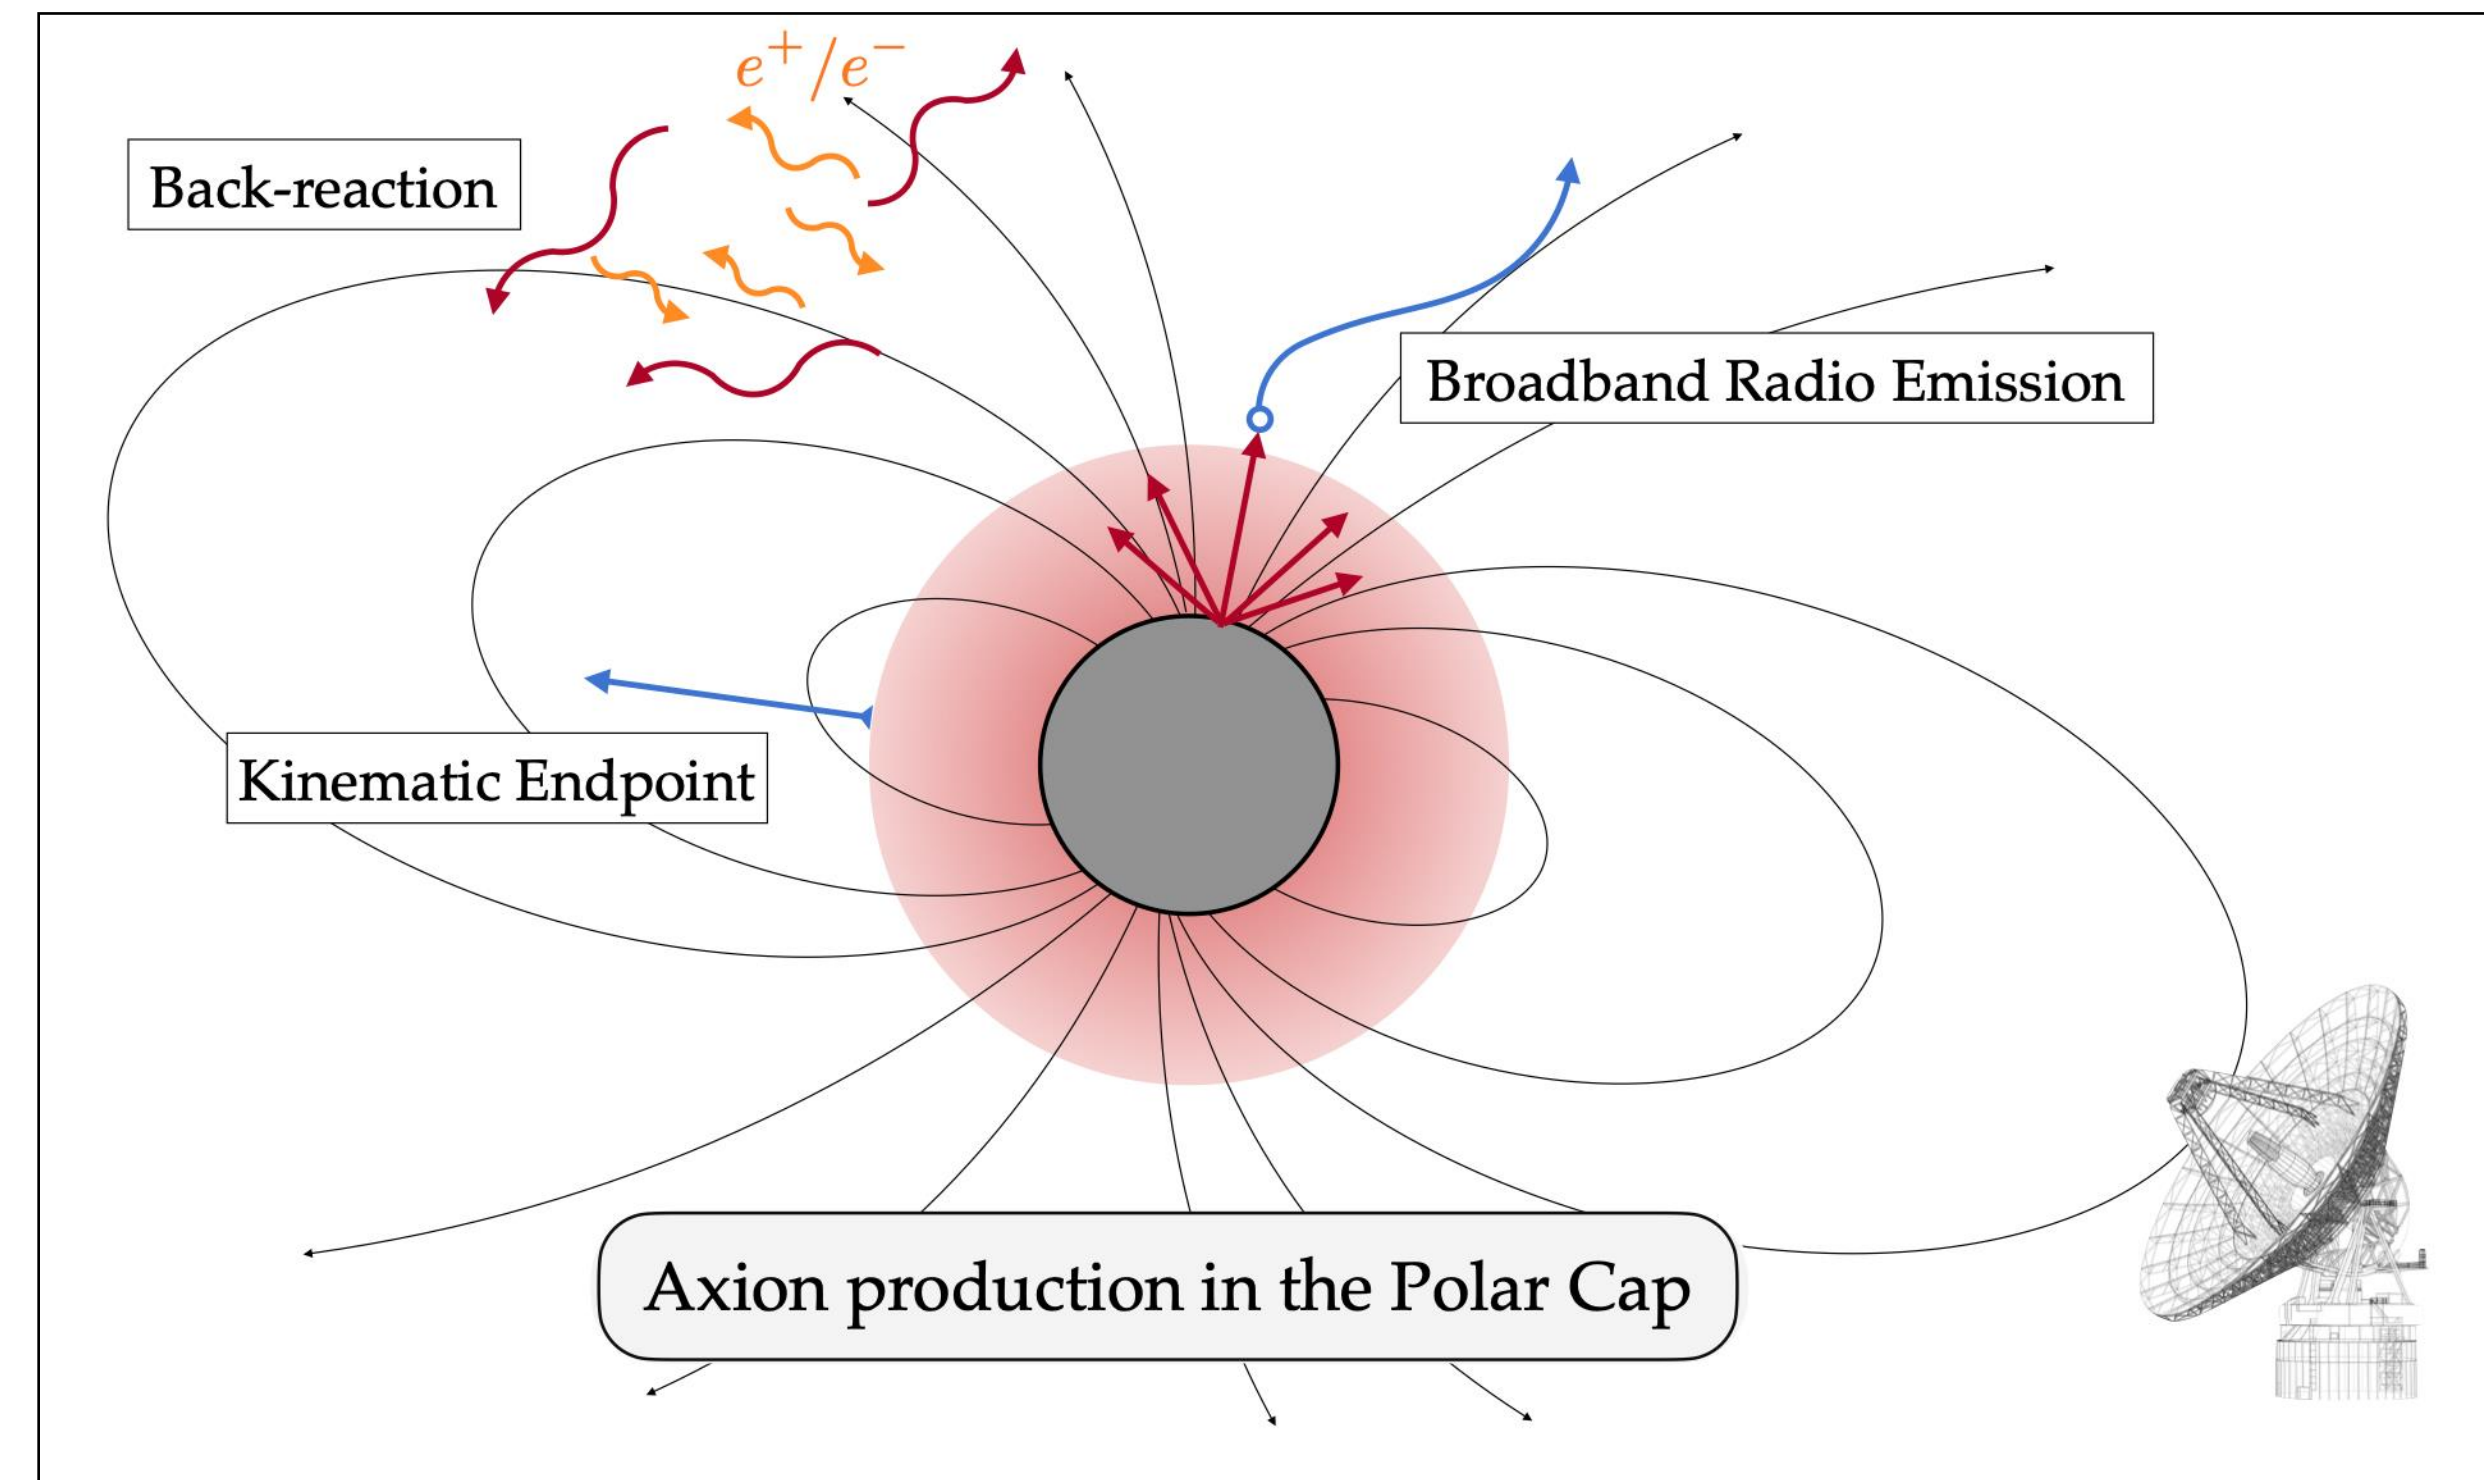 e⁺/e⁻
Back-reaction
Broadband Radio Emission
Kinematic Endpoint
Axion production in the Polar Cap